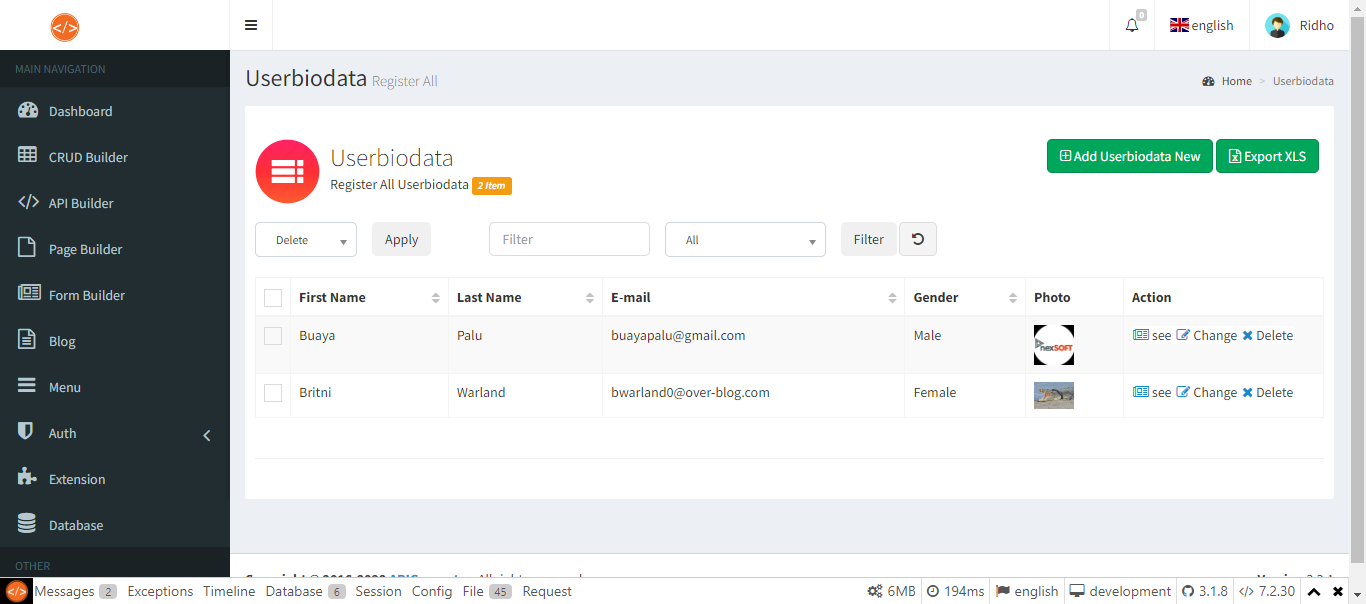 </>
0
english
Ridho
MAIN NAVIGATION
Dashboard
CRUD Builder
API Builder
Page Builder
Form Builder
Blog
Menu
Auth
Extension
Database
OTHER
Userbiodata Register All
Home > Userbiodata
Userbiodata
Register All Userbiodata 2 Item
Add Userbiodata New
Export XLS
Delete
Apply
Filter
All
Filter
First Name Last Name E-mail Gender Photo Action
Buaya Palu buayapalu@gmail.com Male nexSOFT see Change Delete
Britni Warland bwarland0@over-blog.com Female see Change Delete
</> Messages 2 Exceptions Timeline Database 6 Session Config File 45 Request 6MB 194ms english development 3.1.8 </> 7.2.30